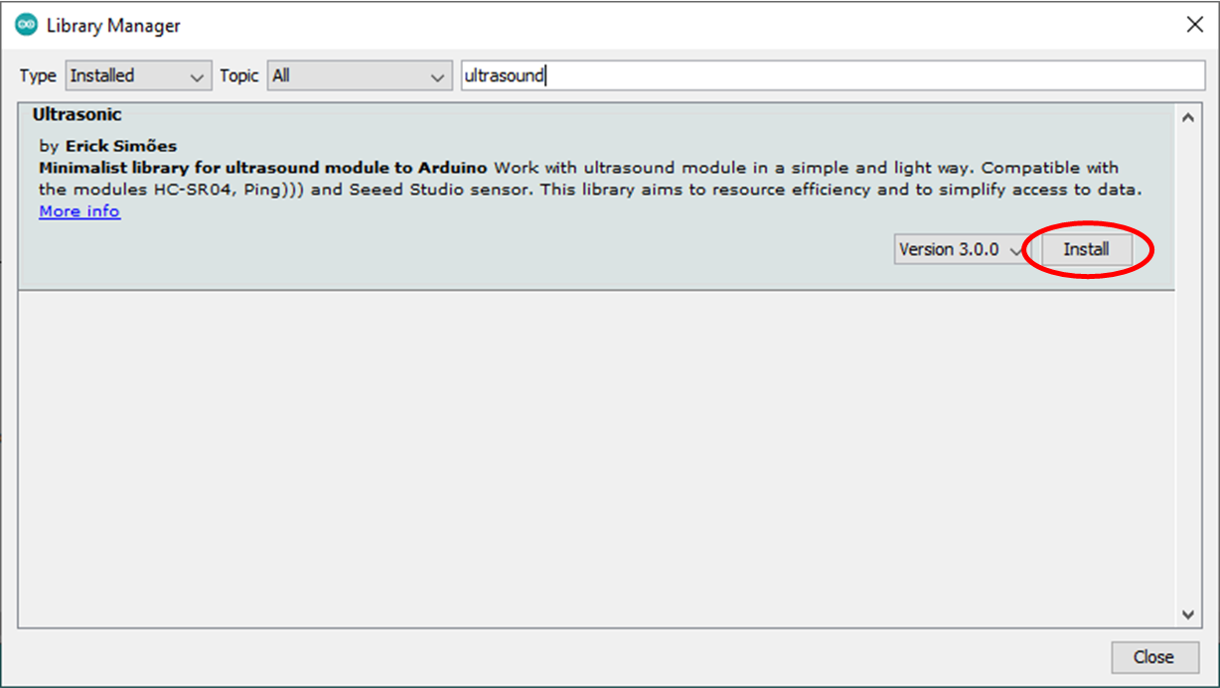 Library Manager
Type Installed Topic All ultrasound
Ultrasonic
by Erick Simões
Minimalist library for ultrasound module to Arduino Work with ultrasound module in a simple and light way. Compatible with
the modules HC-SR04, Ping))) and Seeed Studio sensor. This library aims to resource efficiency and to simplify access to data.
More info
Version 3.0.0 Install
Close